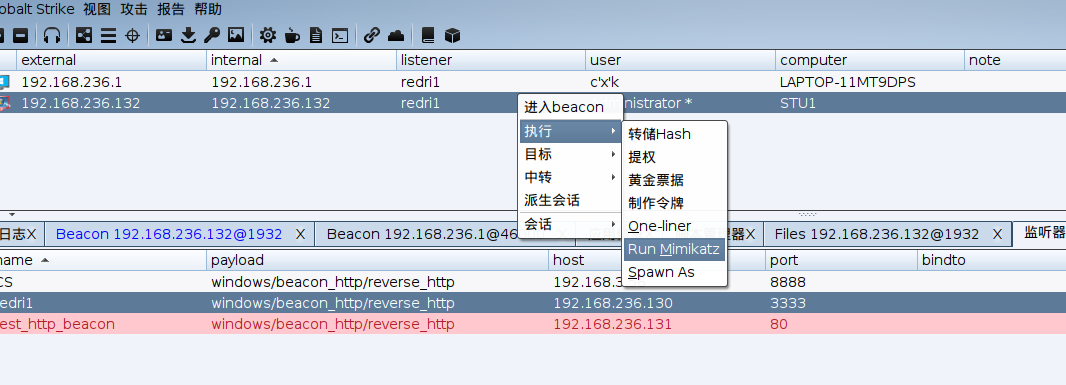 obalt Strike 视图 攻击 报告 帮助
external internal listener user computer note
192.168.236.1 192.168.236.1 redri1 c'x'k LAPTOP-11MT9DPS
192.168.236.132 192.168.236.132 redri1 nistrator * STU1
进入beacon
执行
目标
中转
派生会话
会话
转储Hash
提权
黄金票据
制作令牌
One-liner
Run Mimikatz
Spawn As
日志X Beacon 192.168.236.132@1932 X Beacon 192.168.236.1@46 理器X Files 192.168.236.132@1932 X 监听器
name payload host port bindto
CS windows/beacon_http/reverse_http 192.168.2 8888
edri1 windows/beacon_http/reverse_http 192.168.236.130 3333
est_http_beacon windows/beacon_http/reverse_http 192.168.236.131 80